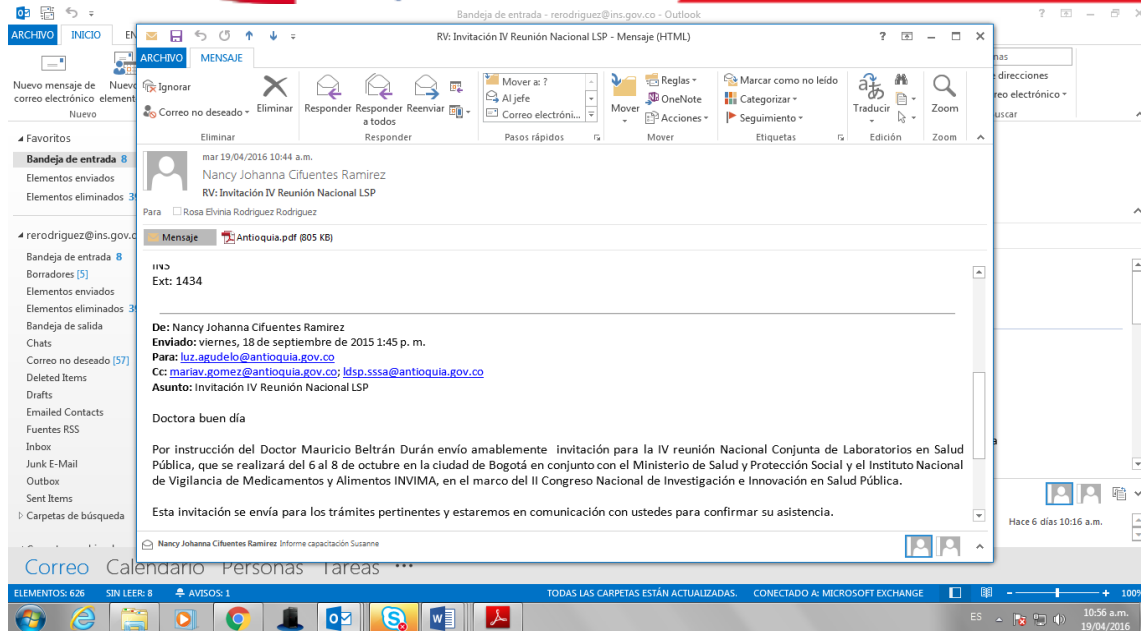 Bandeja de entrada - rerodriguez@ins.gov.co - Outlook
ARCHIVO INICIO EN
RV: Invitación IV Reunión Nacional LSP - Mensaje (HTML)
ARCHIVO MENSAJE
Nuevo mensaje de correo electrónico
Nuevo
Ignorar
Correo no deseado
Eliminar
Eliminar
Responder Responder a todos Reenviar
Responder
Mover a: ?
Al jefe
Correo electróni...
Pasos rápidos
Mover
Reglas
OneNote
Acciones
Mover
Marcar como no leído
Categorizar
Seguimiento
Etiquetas
Traducir
Edición
Zoom
Zoom
direcciones
Favoritos
Bandeja de entrada 8
Elementos enviados
Elementos eliminados 3
rerodriguez@ins.gov.c
Bandeja de entrada 8
Borradores [5]
Elementos enviados
Elementos eliminados 3
Bandeja de salida
Chats
Correo no deseado [57]
Deleted Items
Drafts
Emailed Contacts
Fuentes RSS
Inbox
Junk E-Mail
Outbox
Sent Items
Carpetas de búsqueda
mar 19/04/2016 10:44 a.m.
Nancy Johanna Cifuentes Ramirez
RV: Invitación IV Reunión Nacional LSP
Para Rosa Elvinia Rodriguez Rodriguez
Mensaje Antioquia.pdf (805 KB)
INS
Ext: 1434
De: Nancy Johanna Cifuentes Ramirez
Enviado: viernes, 18 de septiembre de 2015 1:45 p. m.
Para: luz.agudelo@antioquia.gov.co
Cc: mariav.gomez@antioquia.gov.co; ldsp.sssa@antioquia.gov.co
Asunto: Invitación IV Reunión Nacional LSP
Doctora buen día
Por instrucción del Doctor Mauricio Beltrán Durán envío amablemente invitación para la IV reunión Nacional Conjunta de Laboratorios en Salud
Pública, que se realizará del 6 al 8 de octubre en la ciudad de Bogotá en conjunto con el Ministerio de Salud y Protección Social y el Instituto Nacional
de Vigilancia de Medicamentos y Alimentos INVIMA, en el marco del II Congreso Nacional de Investigación e Innovación en Salud Pública.
Esta invitación se envía para los trámites pertinentes y estaremos en comunicación con ustedes para confirmar su asistencia.
Nancy Johanna Cifuentes Ramirez Informe capacitación Susanne
Hace 6 días 10:16 a.m.
Correo Calendario Personas Tareas
ELEMENTOS: 626 SIN LEER: 8 AVISOS: 1 TODAS LAS CARPETAS ESTÁN ACTUALIZADAS. CONECTADO A: MICROSOFT EXCHANGE 100%
ES 10:56 a.m.
19/04/2016